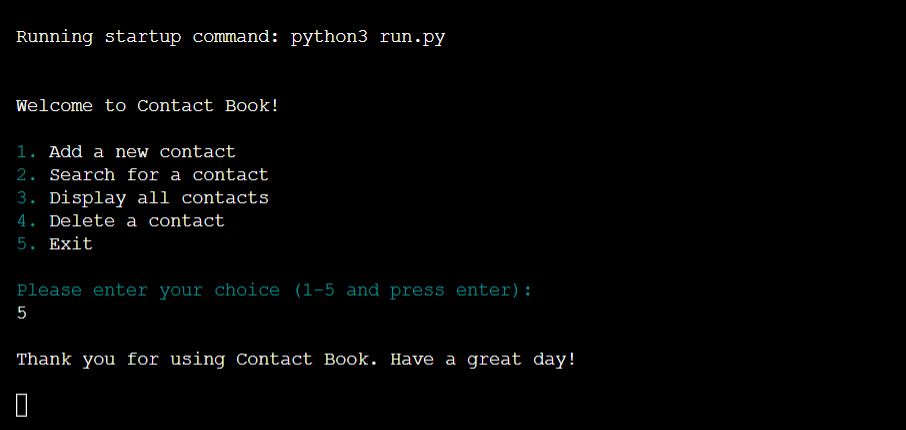 Running startup command: python3 run.py
Welcome to Contact Book!
1. Add a new contact
2. Search for a contact
3. Display all contacts
4. Delete a contact
5. Exit
Please enter your choice (1-5 and press enter):
5
Thank you for using Contact Book. Have a great day!